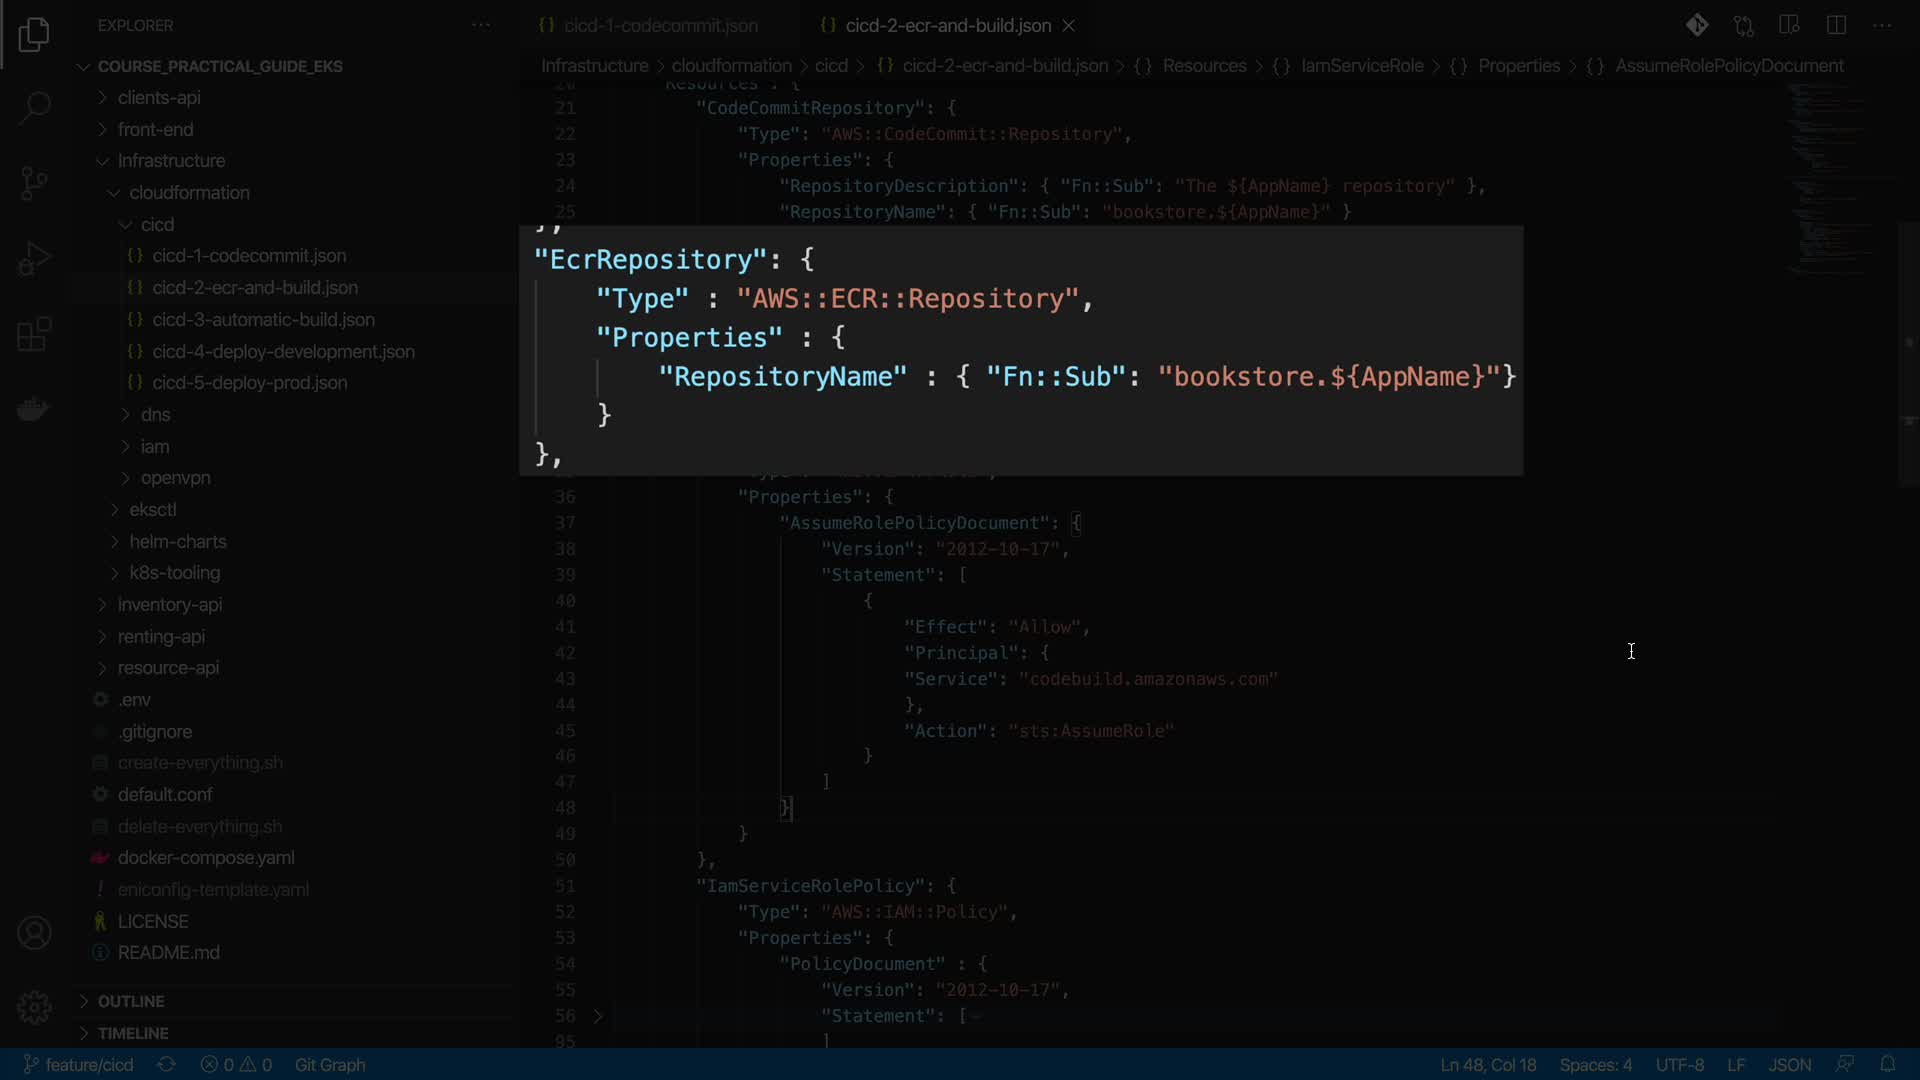 EXPLORER
COURSE_PRACTICAL_GUIDE_EKS
clients-api
front-end
Infrastructure
cloudformation
cicd
{} cicd-1-codecommit.json
{} cicd-2-ecr-and-build.json
{} cicd-3-automatic-build.json
{} cicd-4-deploy-development.json
{} cicd-5-deploy-prod.json
dns
iam
openvpn
eksctl
helm-charts
k8s-tooling
inventory-api
renting-api
resource-api
.env
.gitignore
create-everything.sh
default.conf
delete-everything.sh
docker-compose.yaml
! eniconfig-template.yaml
LICENSE
README.md
OUTLINE
TIMELINE
{} cicd-1-codecommit.json
{} cicd-2-ecr-and-build.json
Infrastructure > cloudformation > cicd > {} cicd-2-ecr-and-build.json > {} Resources > {} IamServiceRole > {} Properties > {} AssumeRolePolicyDocument
20 "Resources": {
21 "CodeCommitRepository": {
22 "Type": "AWS::CodeCommit::Repository",
23 "Properties": {
24 "RepositoryDescription": { "Fn::Sub": "The ${AppName} repository" },
25 "RepositoryName": { "Fn::Sub": "bookstore.${AppName}" }
},
"EcrRepository": {
"Type" : "AWS::ECR::Repository",
"Properties" : {
"RepositoryName" : { "Fn::Sub": "bookstore.${AppName}"}
}
},
36 "Properties": {
37 "AssumeRolePolicyDocument": {
38 "Version": "2012-10-17",
39 "Statement": [
40 {
41 "Effect": "Allow",
42 "Principal": {
43 "Service": "codebuild.amazonaws.com"
44 },
45 "Action": "sts:AssumeRole"
46 }
47 ]
48 }
49 }
50 },
51 "IamServiceRolePolicy": {
52 "Type": "AWS::IAM::Policy",
53 "Properties": {
54 "PolicyDocument" : {
55 "Version": "2012-10-17",
56 "Statement": [
95 ]
feature/cicd 0 0 Git Graph Ln 48, Col 18 Spaces: 4 UTF-8 LF JSON